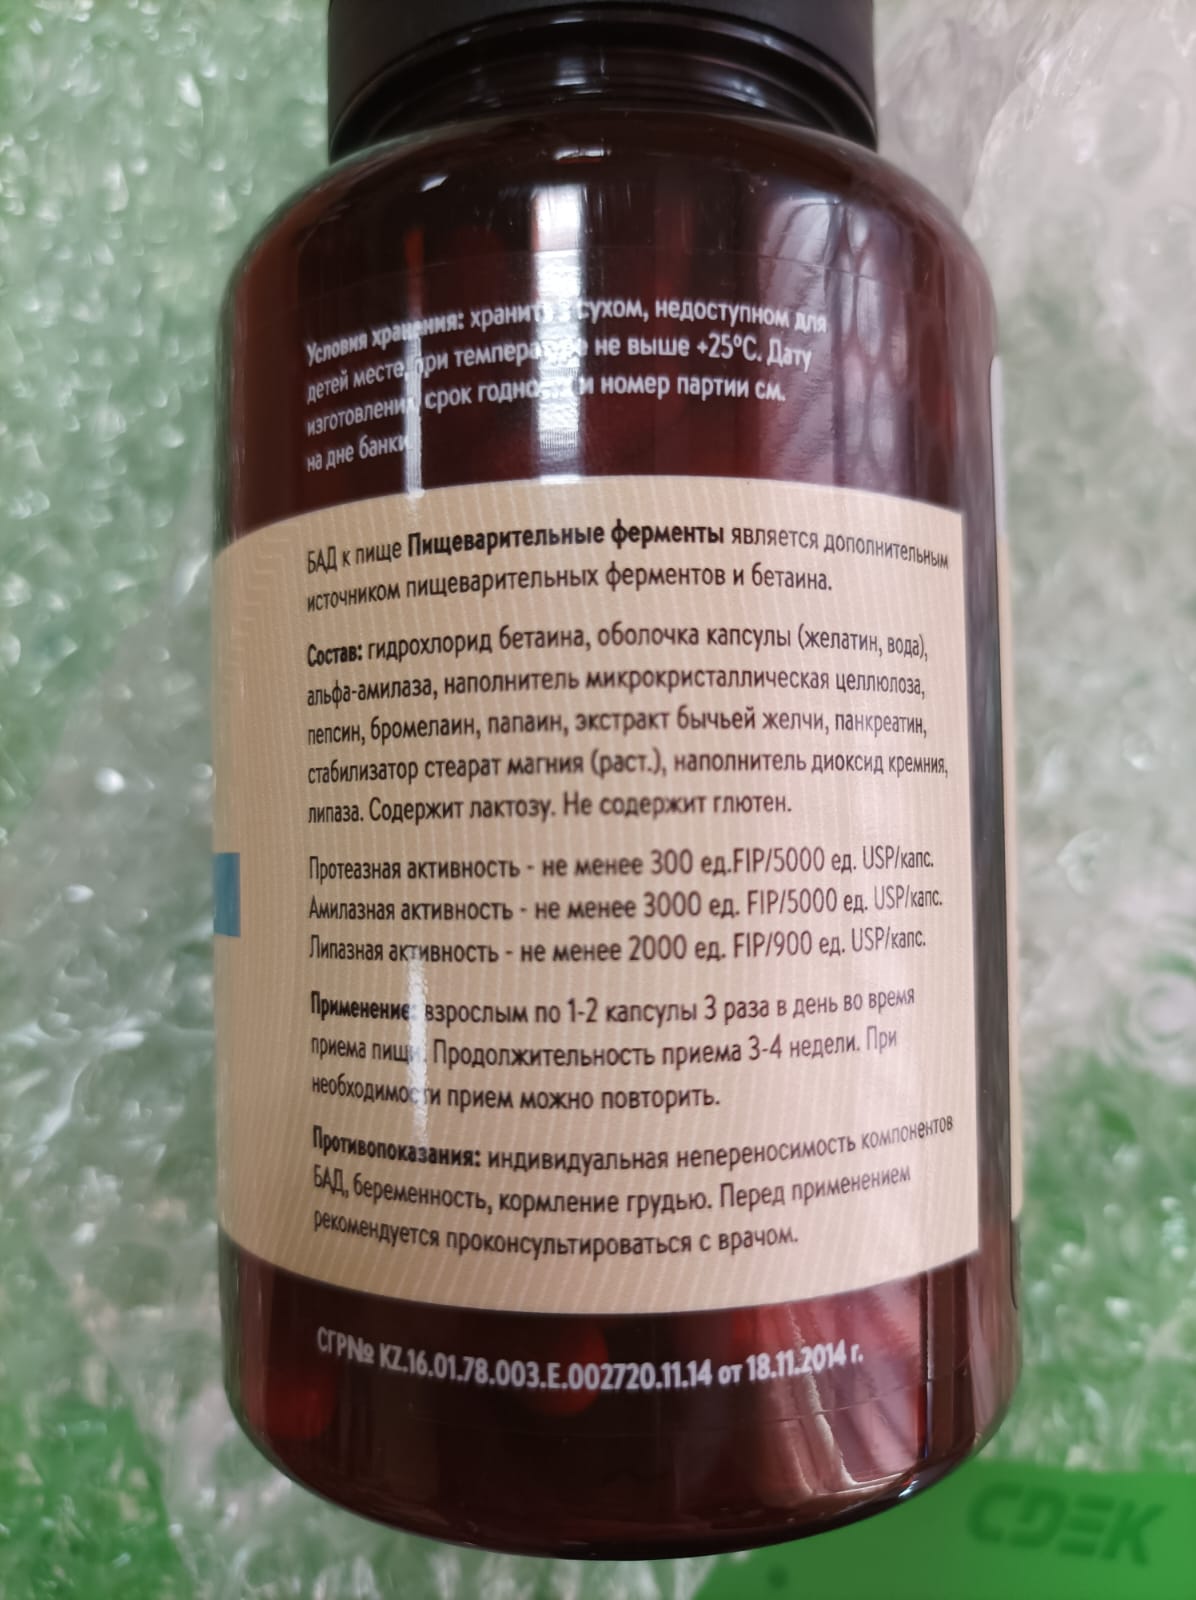 Условия хранения: хранить в сухом, недоступном для
детей месте, при температуре не выше +25°С. Дату
изготовления, срок годности и номер партии см.
на дне банки.
БАД к пище Пищеварительные ферменты является дополнительным
источником пищеварительных ферментов и бетаина.
Состав: гидрохлорид бетаина, оболочка капсулы (желатин, вода),
альфа-амилаза, наполнитель микрокристаллическая целлюлоза,
пепсин, бромелаин, папаин, экстракт бычьей желчи, панкреатин,
стабилизатор стеарат магния (раст.), наполнитель диоксид кремния,
липаза. Содержит лактозу. Не содержит глютен.
Протеазная активность - не менее 300 ед.FIP/5000 ед. USP/капс.
Амилазная активность - не менее 3000 ед. FIP/5000 ед. USP/капс.
Липазная активность - не менее 2000 ед. FIP/900 ед. USP/капс.
Применение: взрослым по 1-2 капсулы 3 раза в день во время
приема пищи. Продолжительность приема 3-4 недели. При
необходимости прием можно повторить.
Противопоказания: индивидуальная непереносимость компонентов
БАД, беременность, кормление грудью. Перед применением
рекомендуется проконсультироваться с врачом.
СГР№ KZ.16.01.78.003.Е.002720.11.14 от 18.11.2014 г.
CDEK